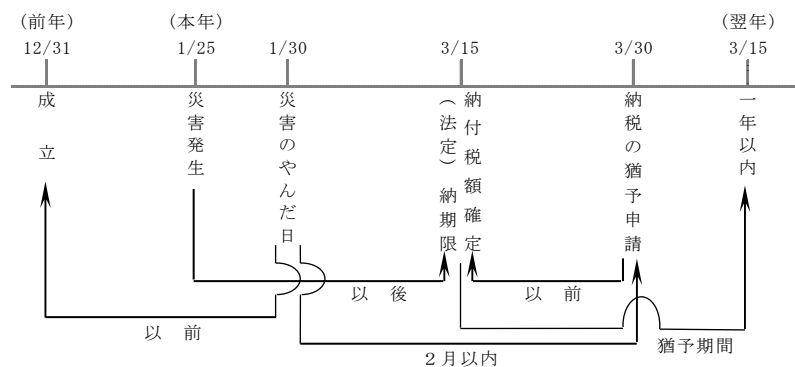 （前年）
（本年）
（翌年）
12/31
1/25
1/30
3/15
3/30
3/15
成立
災害発生
災害のやんだ日
納付税額確定
（法定）納期限
納税の猶予申請
一年以内
以後
以前
以前
猶予期間
２月以内